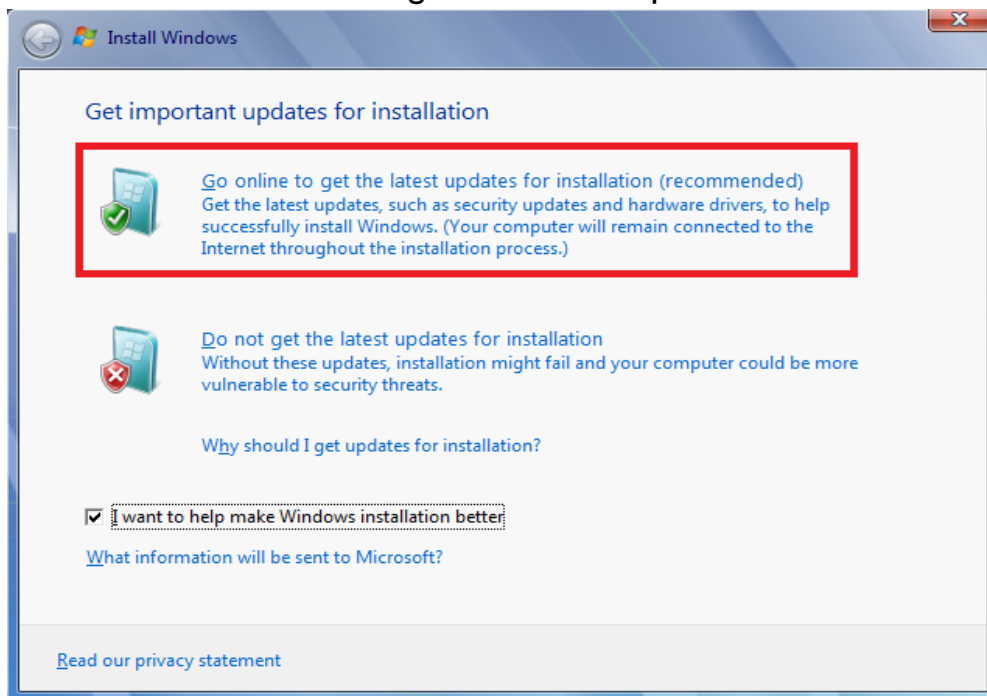 Install Windows
Get important updates for installation
Go online to get the latest updates for installation (recommended)
Get the latest updates, such as security updates and hardware drivers, to help
successfully install Windows. (Your computer will remain connected to the
Internet throughout the installation process.)
Do not get the latest updates for installation
Without these updates, installation might fail and your computer could be more
vulnerable to security threats.
Why should I get updates for installation?
I want to help make Windows installation better
What information will be sent to Microsoft?
Read our privacy statement